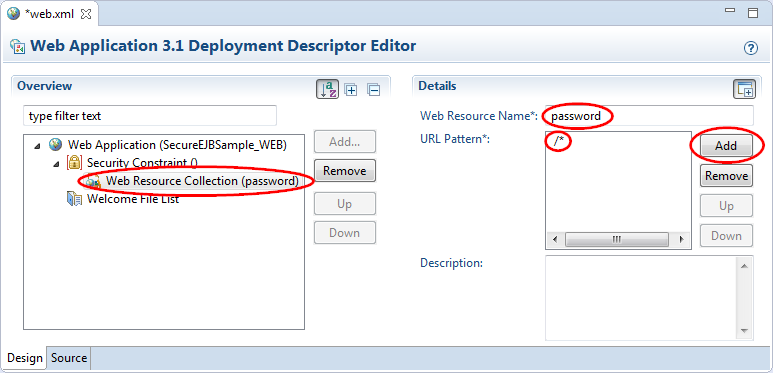 *web.xml
Web Application 3.1 Deployment Descriptor Editor
Overview
type filter text
Web Application (SecureEJBSample_WEB)
Security Constraint ()
Web Resource Collection (password)
Welcome File List
Add...
Remove
Up
Down
Details
Web Resource Name*: password
URL Pattern*: /*
Add
Remove
Up
Down
Description:
Design Source